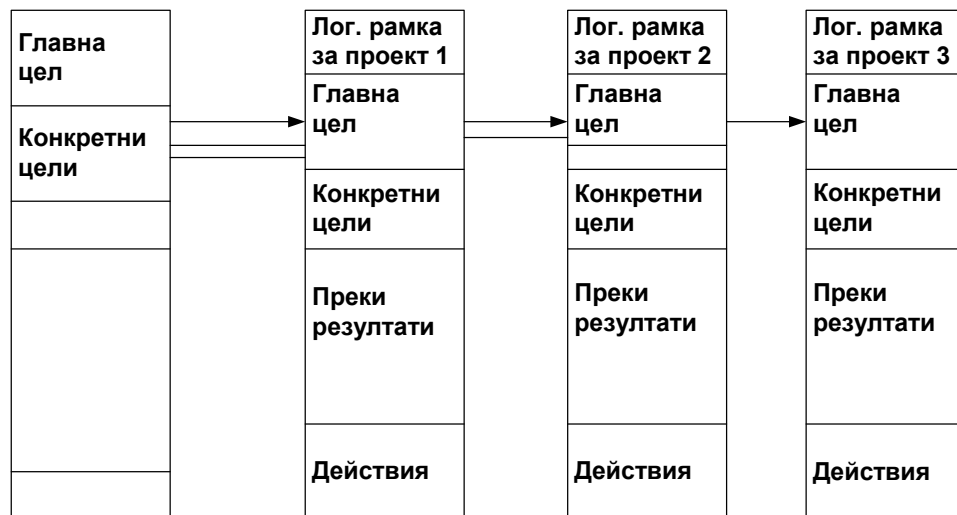 Главна
цел
Конкретни
цели
Лог. рамка
за проект 1
Главна
цел
Конкретни
цели
Преки
резултати
Действия
Лог. рамка
за проект 2
Главна
цел
Конкретни
цели
Преки
резултати
Действия
Лог. рамка
за проект 3
Главна
цел
Конкретни
цели
Преки
резултати
Действия